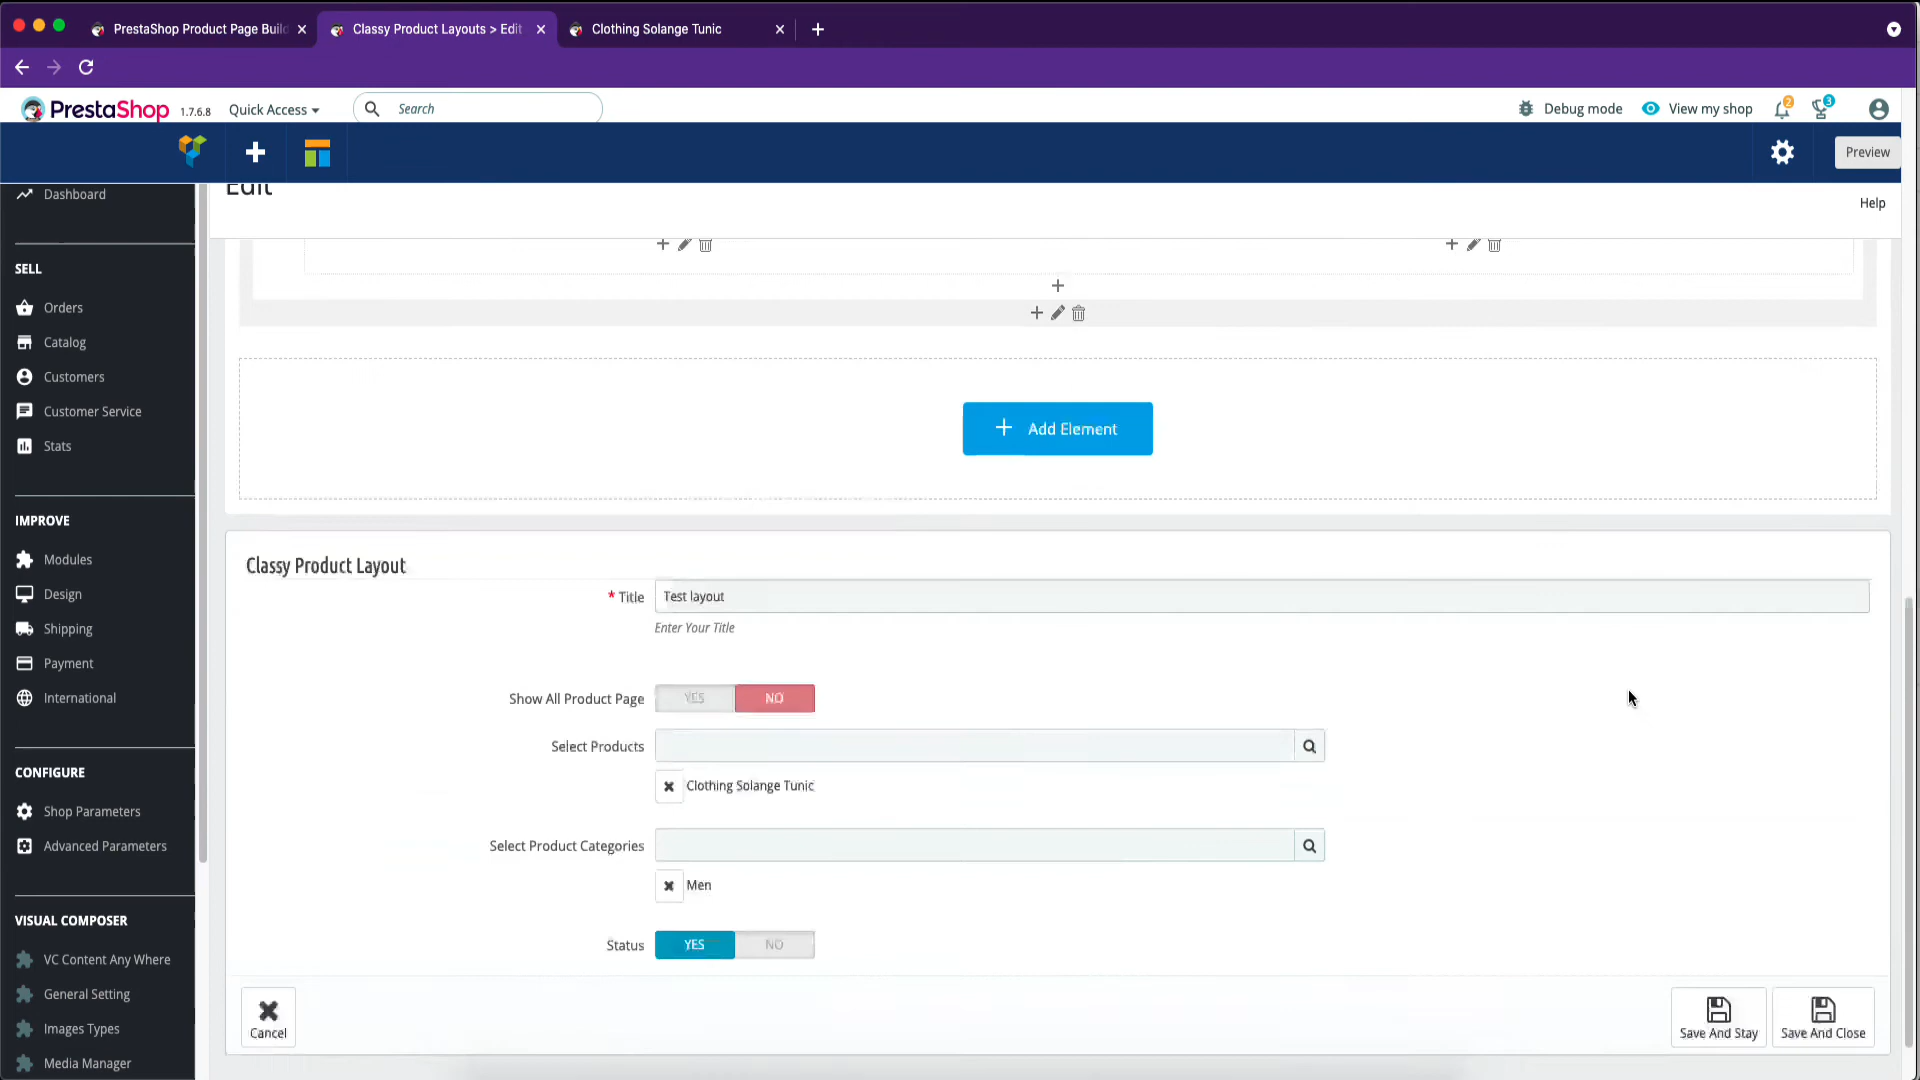 PrestaShop Product Page Build
Classy Product Layouts > Edit
Clothing Solange Tunic
PrestaShop 1.7.6.8
Quick Access
Search
Debug mode
View my shop
2
3
Preview
Edit
Help
Dashboard
SELL
Orders
Catalog
Customers
Customer Service
Stats
IMPROVE
Modules
Design
Shipping
Payment
International
CONFIGURE
Shop Parameters
Advanced Parameters
VISUAL COMPOSER
VC Content Any Where
General Setting
Images Types
Media Manager
Add Element
Classy Product Layout
* Title
Test layout
Enter Your Title
Show All Product Page
YES NO
Select Products
Clothing Solange Tunic
Select Product Categories
Men
Status
YES NO
Cancel
Save And Stay
Save And Close